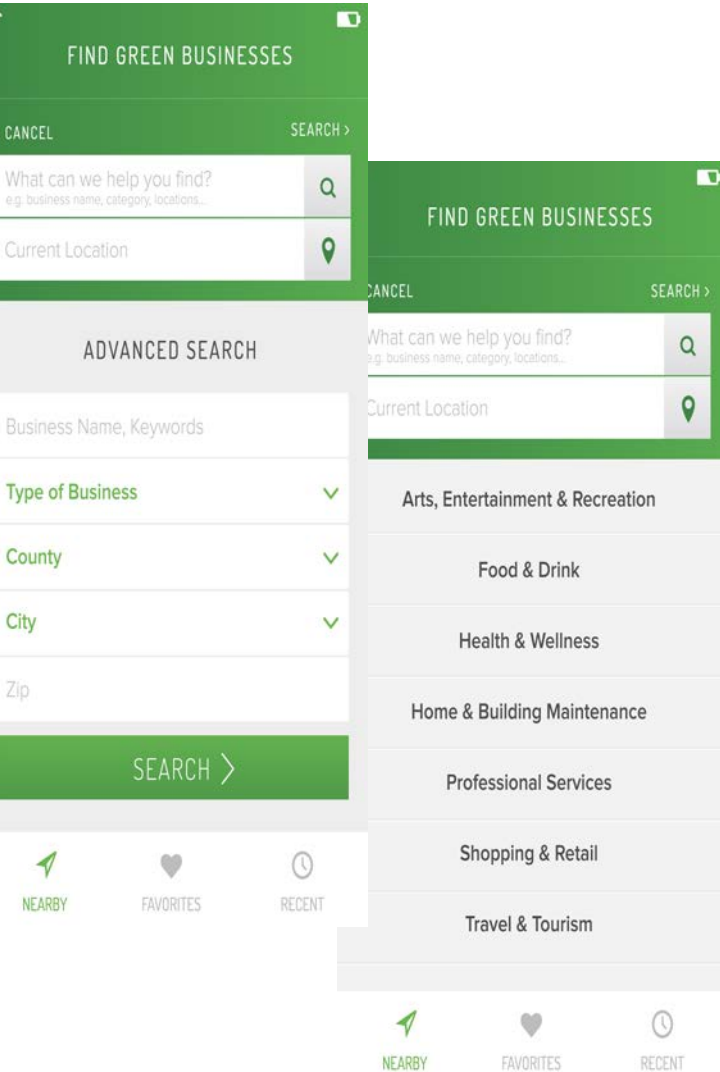 FIND GREEN BUSINESSES
CANCEL
SEARCH >
What can we help you find?
e.g. business name, category, locations...
Current Location
ADVANCED SEARCH
Business Name, Keywords
Type of Business
County
City
Zip
SEARCH >
NEARBY
FAVORITES
RECENT
FIND GREEN BUSINESSES
CANCEL
SEARCH >
What can we help you find?
e.g. business name, category, locations...
Current Location
Arts, Entertainment & Recreation
Food & Drink
Health & Wellness
Home & Building Maintenance
Professional Services
Shopping & Retail
Travel & Tourism
NEARBY
FAVORITES
RECENT